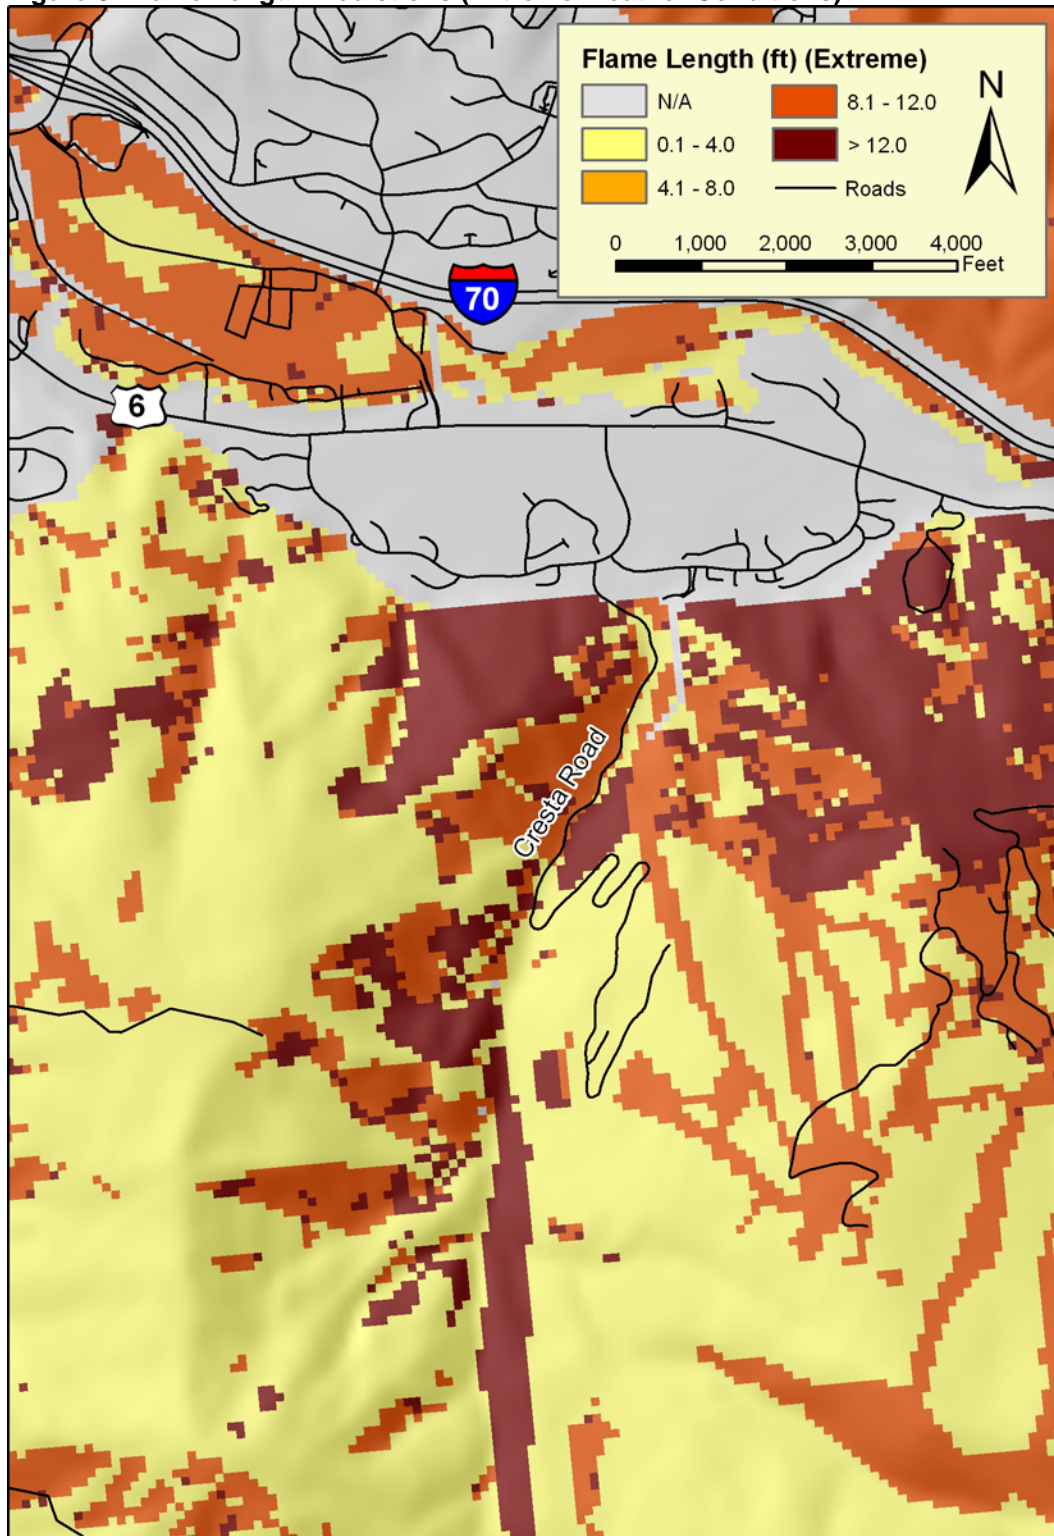 Flame Length (ft) (Extreme)
N/A
0.1 - 4.0
4.1 - 8.0
8.1 - 12.0
> 12.0
Roads
N
0 1,000 2,000 3,000 4,000
Feet
70
6
Cresta Road